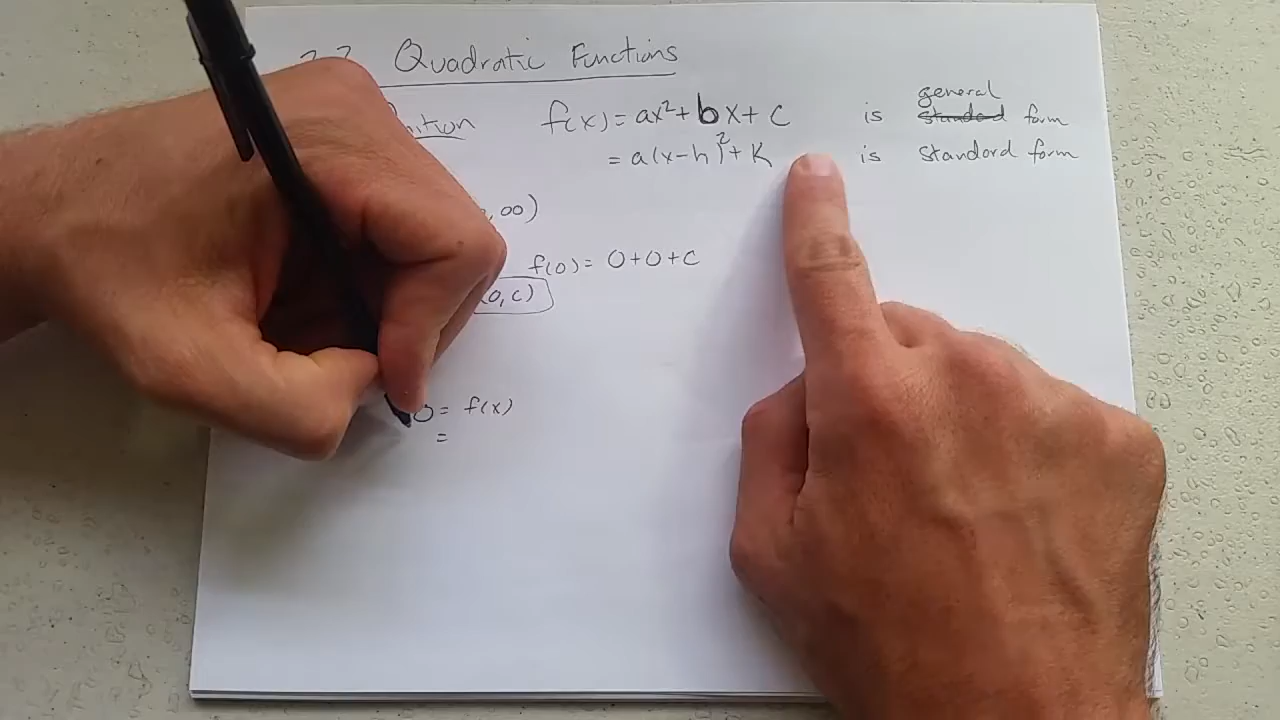 Quadratic Functions
f(x) = ax² + bx + c is general standard form
= a(x-h)² + k is standard form
, ∞)
f(0) = 0 + 0 + c
(0, c)
0 = f(x)
=